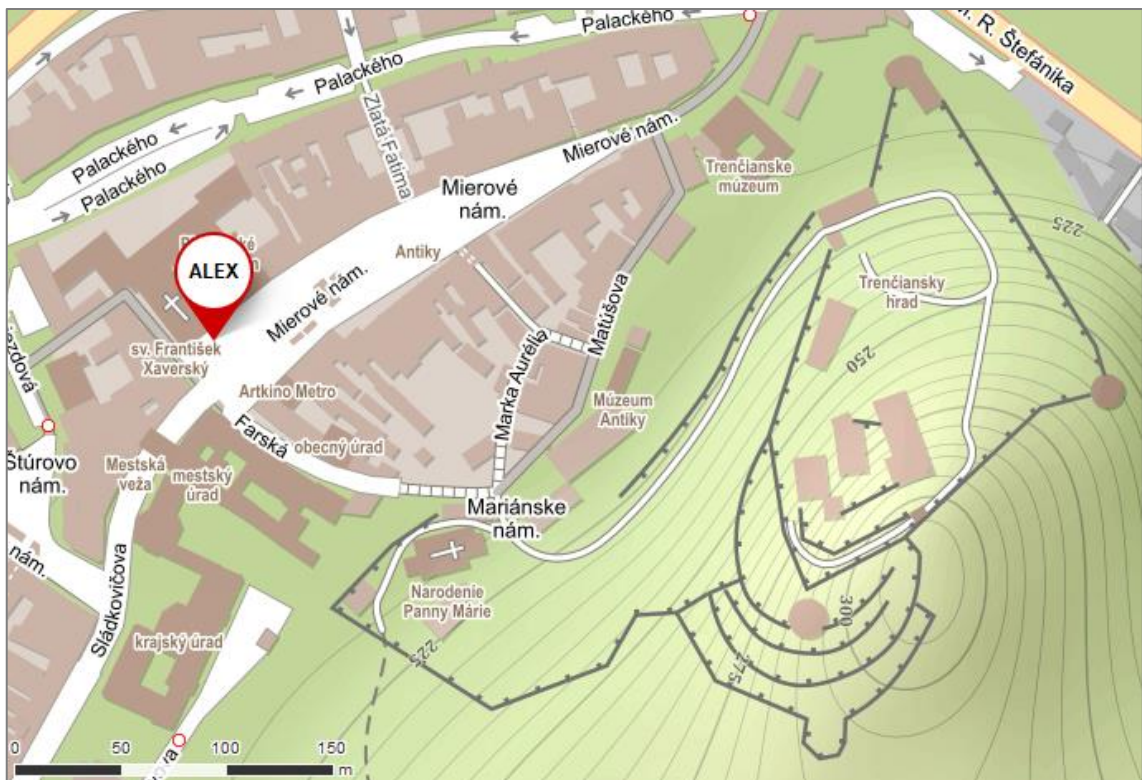 M. R. Štefánika
Palackého
Palackého
Palackého
Palackého
Palackého
Zlatá Fatima
Mierové nám.
Mierové
nám.
Trenčianske
múzeum
225
ALEX
Antiky
Mierové nám.
Matúšova
Trenčiansky
hrad
250
sv. František
Xaverský
Artkino Metro
Marka Aurélia
Múzeum
Antiky
Farská
obecný úrad
Štúrovo
nám.
Mestská
veža
mestský
úrad
Mariánske
nám.
nám.
Sládkovičova
Narodenie
Panny Márie
300
225
275
krajský úrad
0 50 100 150
m